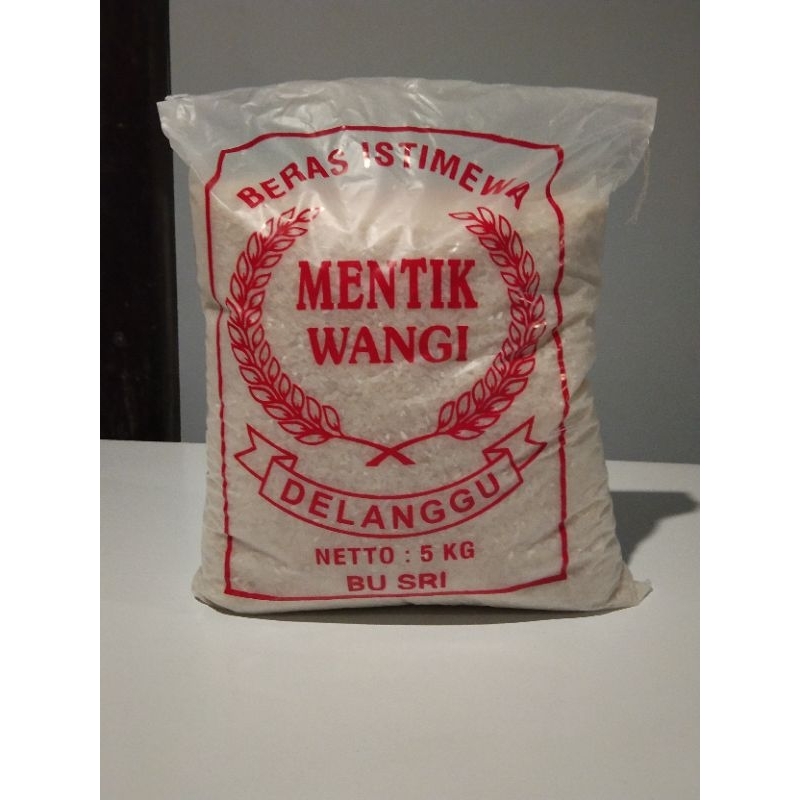 BERAS ISTIMEWA
MENTIK
WANGI
DELANGGU
NETTO : 5 KG
BU SRI